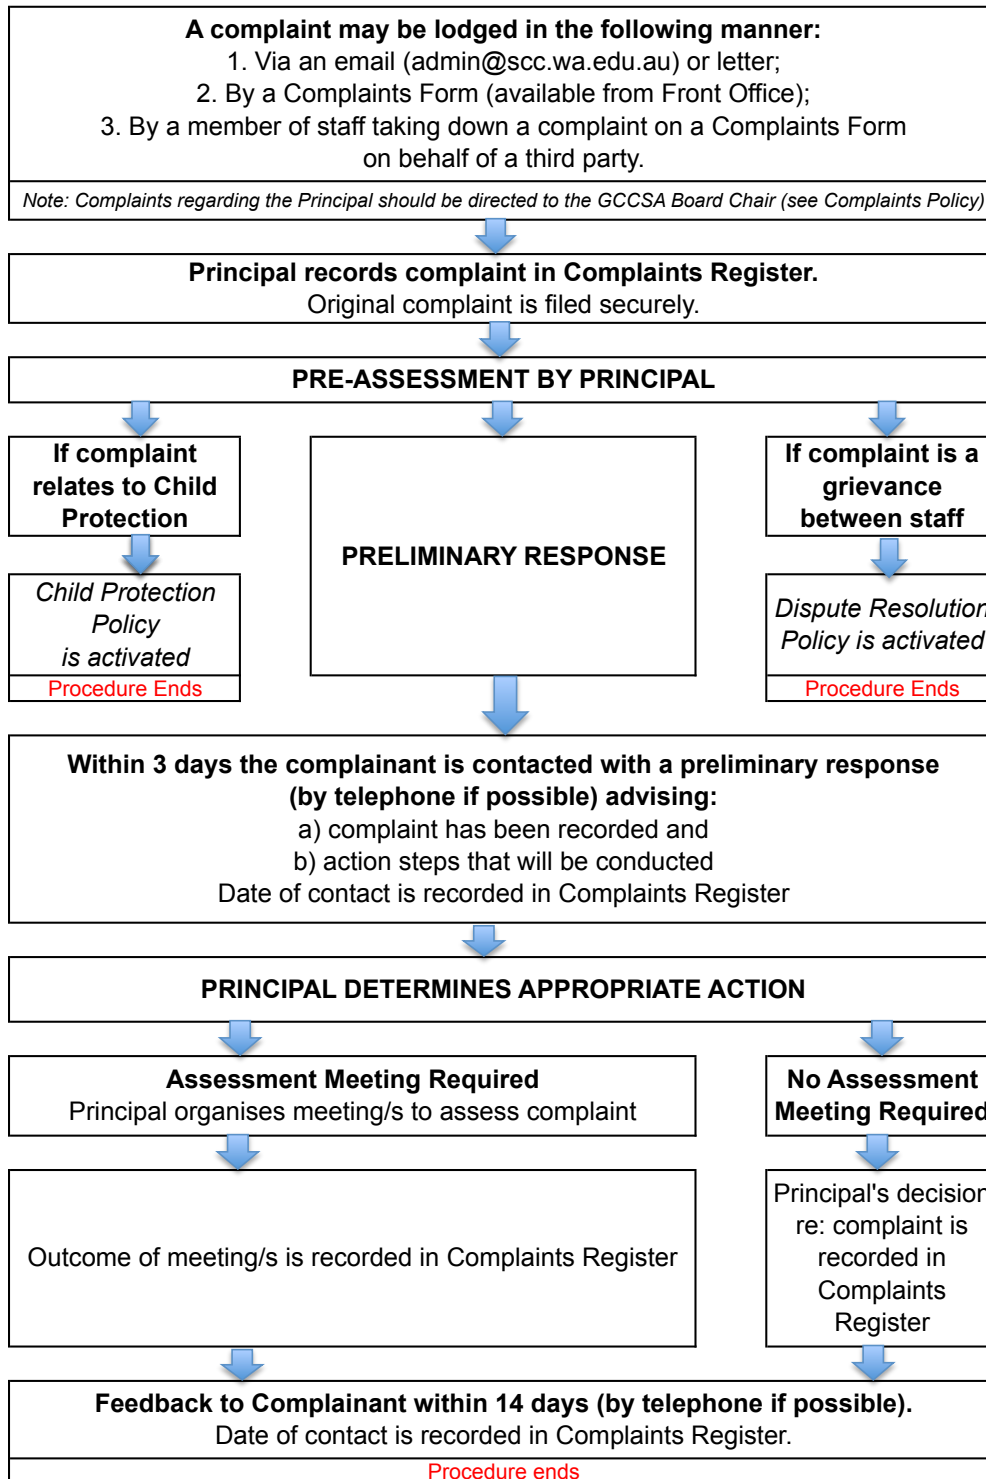 A complaint may be lodged in the following manner:
1. Via an email (admin@scc.wa.edu.au) or letter;
2. By a Complaints Form (available from Front Office);
3. By a member of staff taking down a complaint on a Complaints Form
on behalf of a third party.
Note: Complaints regarding the Principal should be directed to the GCCSA Board Chair (see Complaints Policy)
Principal records complaint in Complaints Register.
Original complaint is filed securely.
PRE-ASSESSMENT BY PRINCIPAL
If complaint
relates to Child
Protection
Child Protection
Policy
is activated
Procedure Ends
PRELIMINARY RESPONSE
If complaint is a
grievance
between staff
Dispute Resolution
Policy is activated
Procedure Ends
Within 3 days the complainant is contacted with a preliminary response
(by telephone if possible) advising:
a) complaint has been recorded and
b) action steps that will be conducted
Date of contact is recorded in Complaints Register
PRINCIPAL DETERMINES APPROPRIATE ACTION
Assessment Meeting Required
Principal organises meeting/s to assess complaint
Outcome of meeting/s is recorded in Complaints Register
No Assessment
Meeting Required
Principal's decision
re: complaint is
recorded in
Complaints
Register
Feedback to Complainant within 14 days (by telephone if possible).
Date of contact is recorded in Complaints Register.
Procedure ends